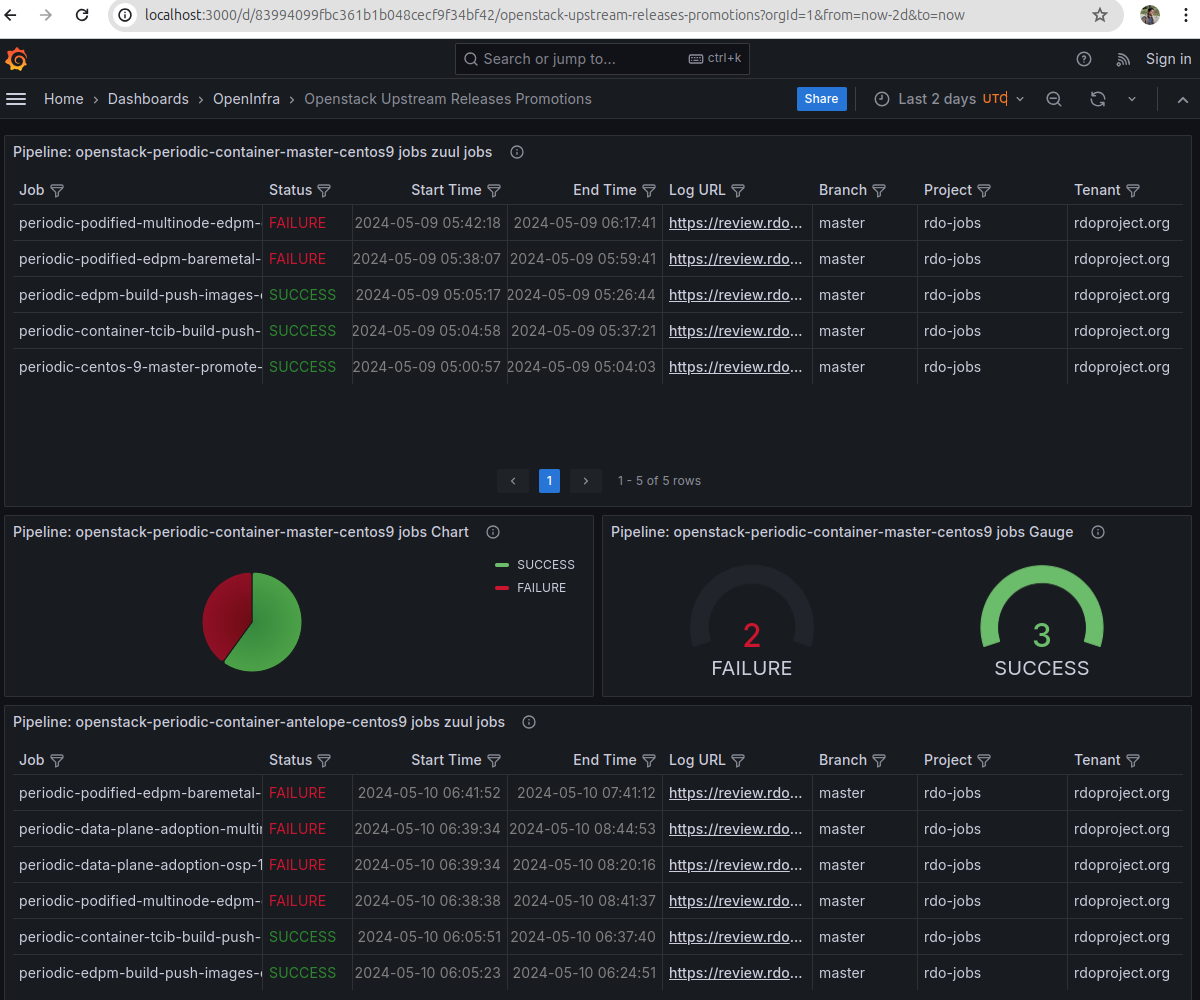 localhost:3000/d/83994099fbc361b1b048cecf9f34bf42/openstack-upstream-releases-promotions?orgId=1&from=now-2d&to=now
Search or jump to... ctrl+k Sign in
Home › Dashboards › OpenInfra › Openstack Upstream Releases Promotions Share Last 2 days UTC
Pipeline: openstack-periodic-container-master-centos9 jobs zuul jobs
Job Status Start Time End Time Log URL Branch Project Tenant
periodic-podified-multinode-edpm- FAILURE 2024-05-09 05:42:18 2024-05-09 06:17:41 https://review.rdo... master rdo-jobs rdoproject.org
periodic-podified-edpm-baremetal- FAILURE 2024-05-09 05:38:07 2024-05-09 05:59:41 https://review.rdo... master rdo-jobs rdoproject.org
periodic-edpm-build-push-images- SUCCESS 2024-05-09 05:05:17 2024-05-09 05:26:44 https://review.rdo... master rdo-jobs rdoproject.org
periodic-container-tcib-build-push- SUCCESS 2024-05-09 05:04:58 2024-05-09 05:37:21 https://review.rdo... master rdo-jobs rdoproject.org
periodic-centos-9-master-promote- SUCCESS 2024-05-09 05:00:57 2024-05-09 05:04:03 https://review.rdo... master rdo-jobs rdoproject.org
‹ 1 › 1 - 5 of 5 rows
Pipeline: openstack-periodic-container-master-centos9 jobs Chart
SUCCESS
FAILURE
Pipeline: openstack-periodic-container-master-centos9 jobs Gauge
2
FAILURE
3
SUCCESS
Pipeline: openstack-periodic-container-antelope-centos9 jobs zuul jobs
Job Status Start Time End Time Log URL Branch Project Tenant
periodic-podified-edpm-baremetal- FAILURE 2024-05-10 06:41:52 2024-05-10 07:41:12 https://review.rdo... master rdo-jobs rdoproject.org
periodic-data-plane-adoption-multi FAILURE 2024-05-10 06:39:34 2024-05-10 08:44:53 https://review.rdo... master rdo-jobs rdoproject.org
periodic-data-plane-adoption-osp-1 FAILURE 2024-05-10 06:39:34 2024-05-10 08:20:16 https://review.rdo... master rdo-jobs rdoproject.org
periodic-podified-multinode-edpm- FAILURE 2024-05-10 06:38:38 2024-05-10 08:41:37 https://review.rdo... master rdo-jobs rdoproject.org
periodic-container-tcib-build-push- SUCCESS 2024-05-10 06:05:51 2024-05-10 06:37:40 https://review.rdo... master rdo-jobs rdoproject.org
periodic-edpm-build-push-images- SUCCESS 2024-05-10 06:05:23 2024-05-10 06:24:51 https://review.rdo... master rdo-jobs rdoproject.org